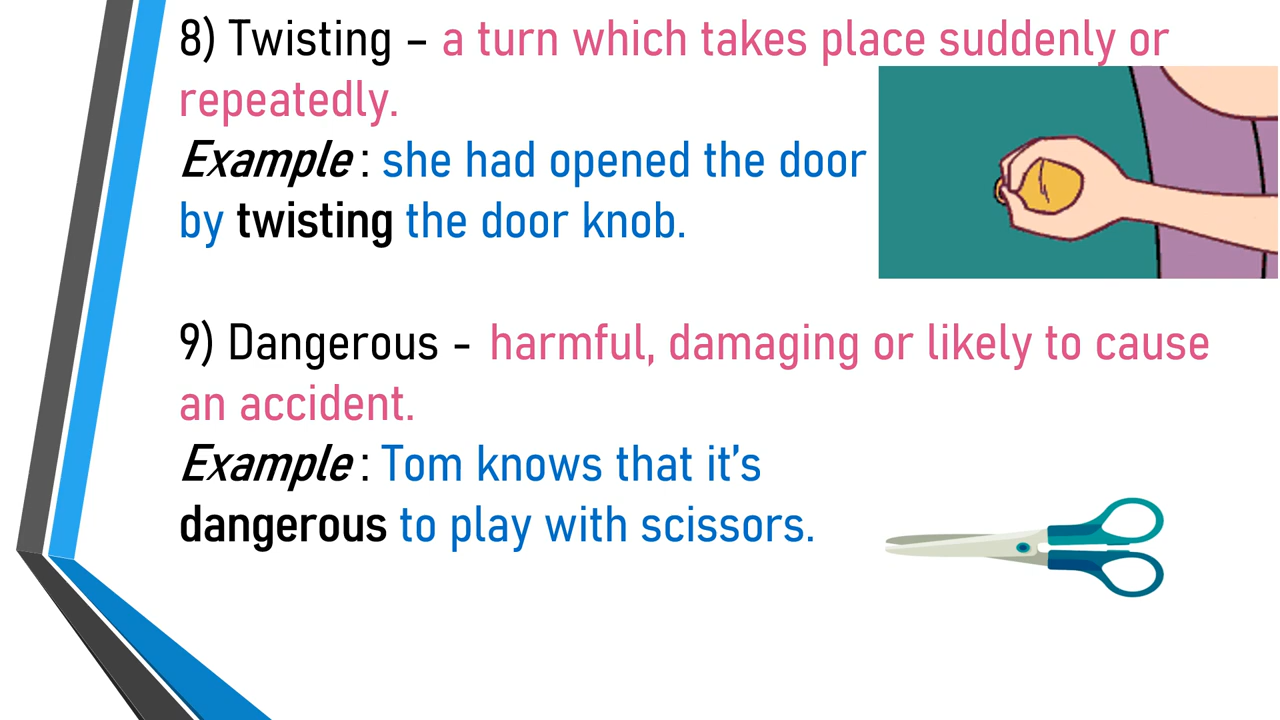 8) Twisting – a turn which takes place suddenly or
repeatedly.
Example : she had opened the door
by twisting the door knob.
9) Dangerous - harmful, damaging or likely to cause
an accident.
Example : Tom knows that it’s
dangerous to play with scissors.